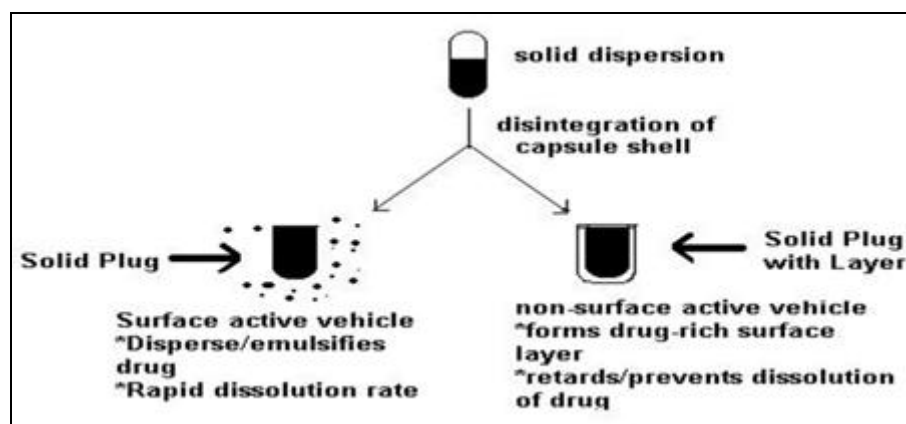 solid dispersion
disintegration of
capsule shell
Solid Plug
Solid Plug
with Layer
Surface active vehicle
*Disperse/emulsifies
drug
*Rapid dissolution rate
non-surface active vehicle
*forms drug-rich surface
layer
*retards/prevents dissolution
of drug